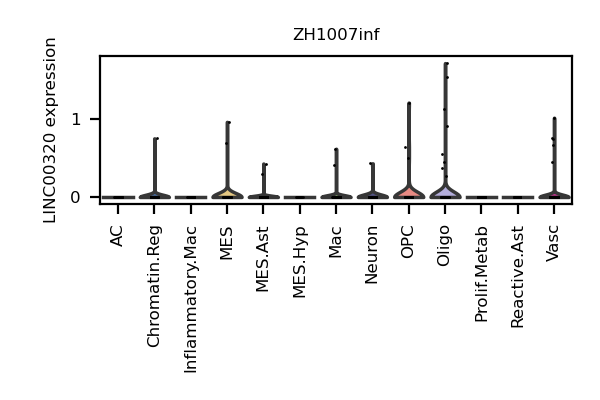 ZH1007inf
LINC00320 expression
1
0
AC
Chromatin.Reg
Inflammatory.Mac
MES
MES.Ast
MES.Hyp
Mac
Neuron
OPC
Oligo
Prolif.Metab
Reactive.Ast
Vasc